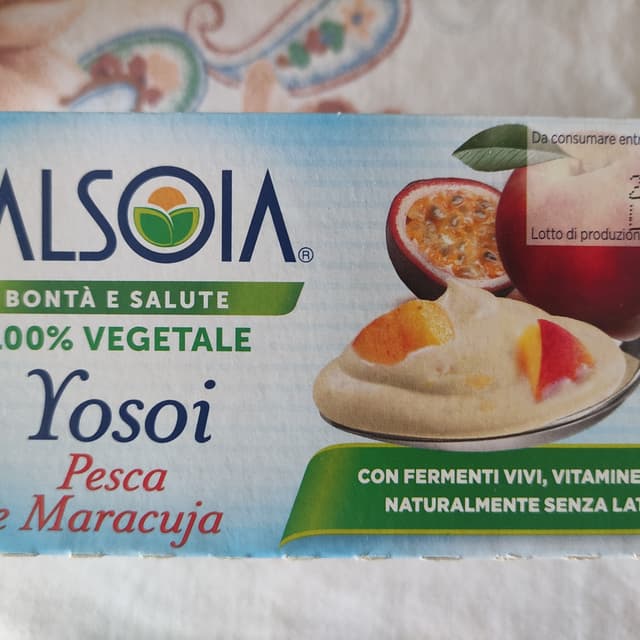 ALSOIA®
BONTÀ E SALUTE
100% VEGETALE
Yosoi
Pesca
e Maracuja
Da consumare entr
Lotto di produzion
CON FERMENTI VIVI, VITAMINE
NATURALMENTE SENZA LAT